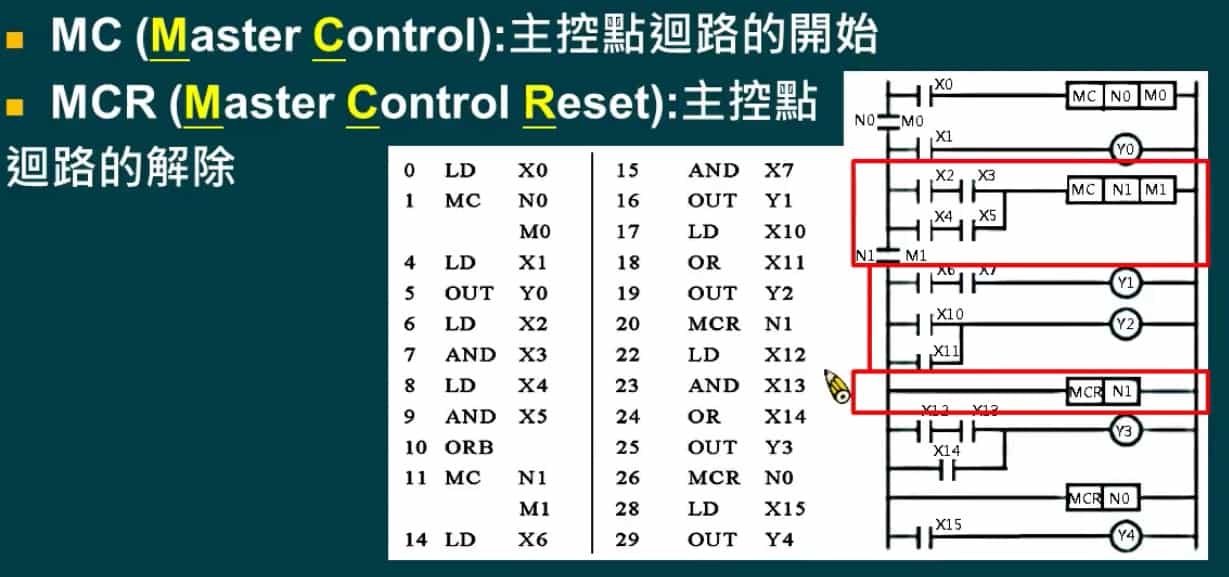 MC (Master Control):主控點迴路的開始
MCR (Master Control Reset):主控點
迴路的解除
0 LD X0
1 MC N0
M0
4 LD X1
5 OUT Y0
6 LD X2
7 AND X3
8 LD X4
9 AND X5
10 ORB
11 MC N1
M1
14 LD X6
15 AND X7
16 OUT Y1
17 LD X10
18 OR X11
19 OUT Y2
20 MCR N1
22 LD X12
23 AND X13
24 OR X14
25 OUT Y3
26 MCR N0
28 LD X15
29 OUT Y4
X0 MC N0 M0
N0 M0
X1 Y0
X2 X3 MC N1 M1
X4 X5
N1 M1
X6 X7 Y1
X10 Y2
X11
MCR N1
X12 X13 Y3
X14
MCR N0
X15 Y4